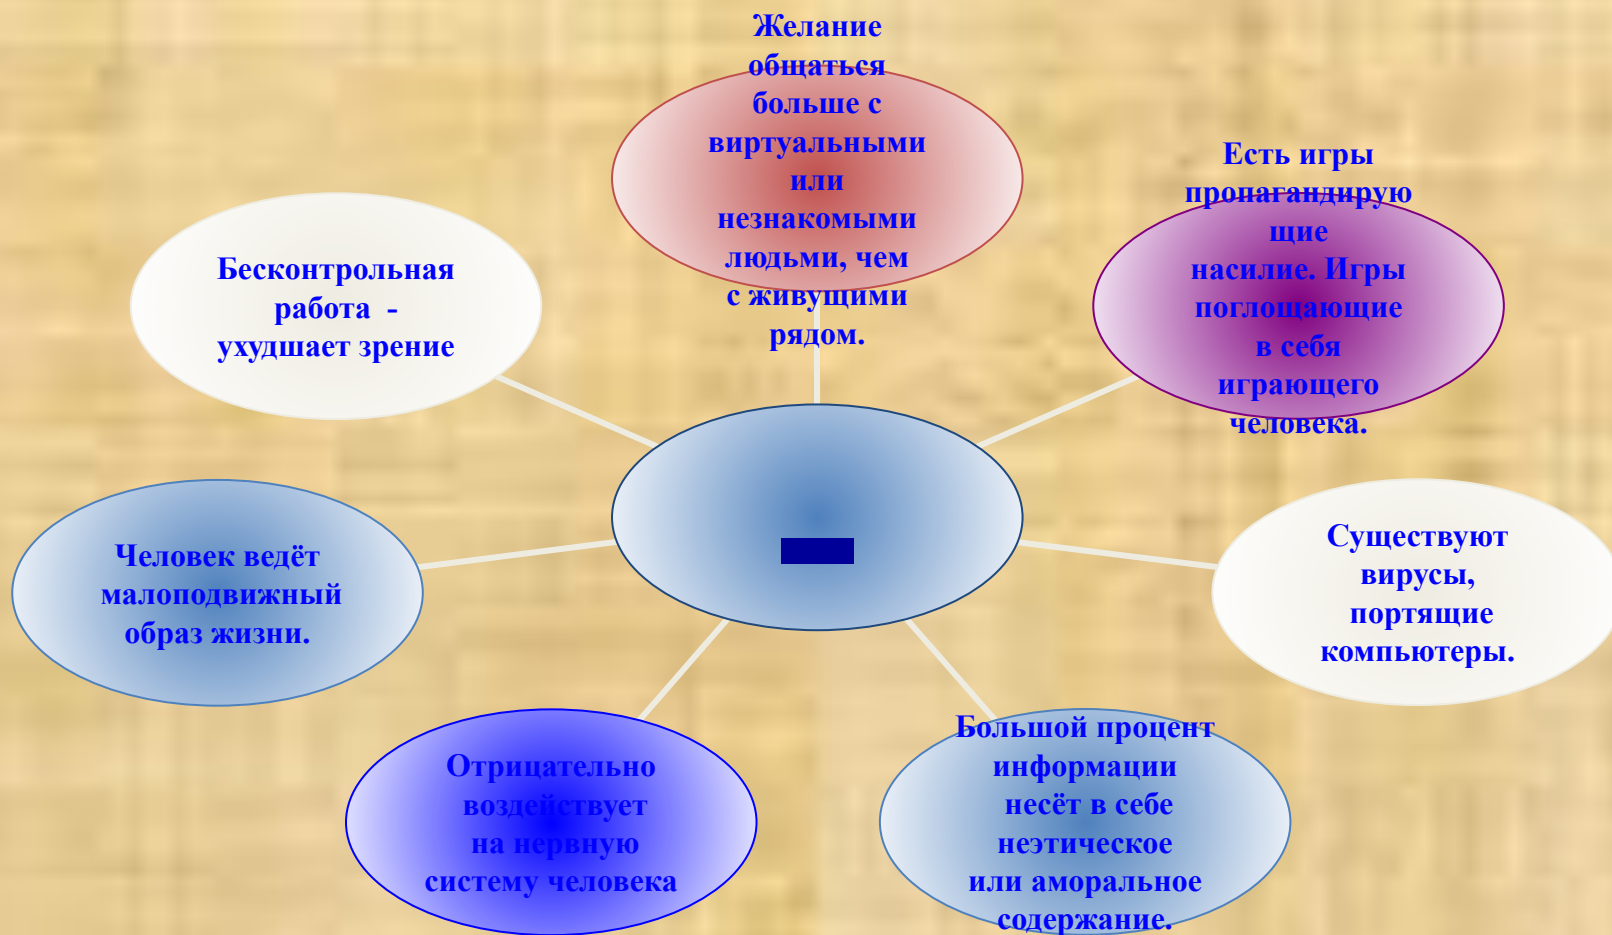 Желание
общаться
больше с
виртуальными
или
незнакомыми
людьми, чем
с живущими
рядом.
Есть игры
пропагандирую
щие
насилие. Игры
поглощающие
в себя
играющего
человека.
Существуют
вирусы,
портящие
компьютеры.
Большой процент
информации
несёт в себе
неэтическое
или аморальное
содержание.
Отрицательно
воздействует
на нервную
систему человека
Человек ведёт
малоподвижный
образ жизни.
Бесконтрольная
работа -
ухудшает зрение
-